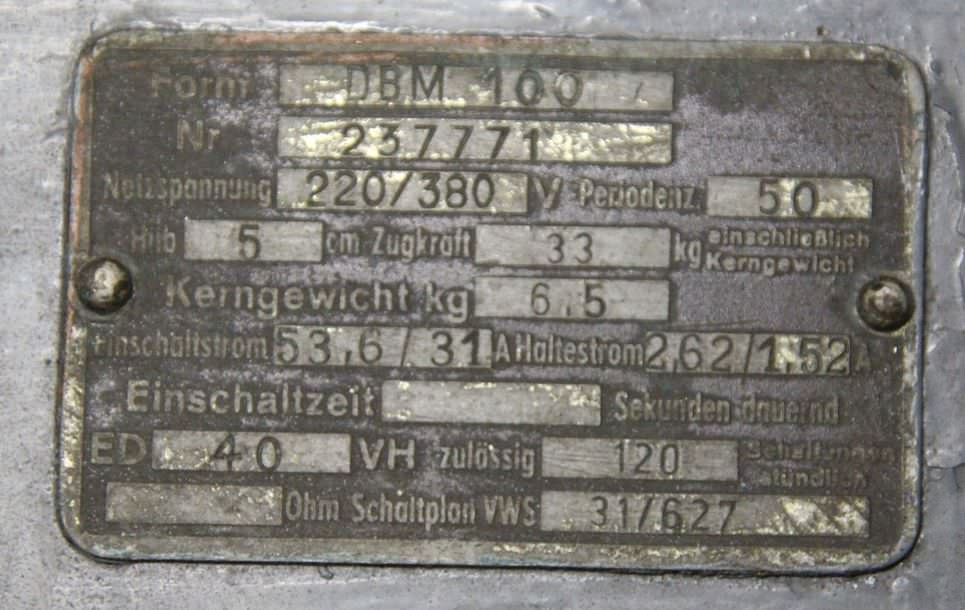 Form DBM 100
Nr 237771
Netzspannung 220/380 V Periodenz. 50
Hub 5 cm Zugkraft 33 kg einschließlich Kerngewicht
Kerngewicht kg 6,5
Einschaltstrom 53,6/31 A Haltestrom 2,62/1,52 A
Einschaltzeit Sekunden dauernd
ED 40 VH zulässig 120 Schaltungen stündlich
Ohm Schaltplan VWS 31/627